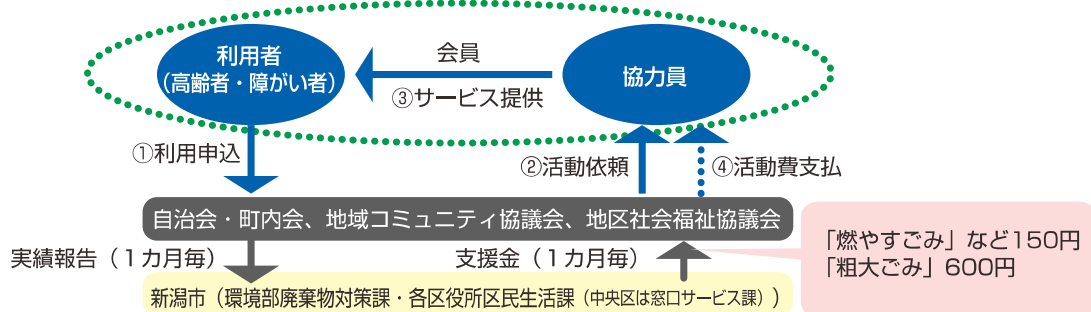 利用者
（高齢者・障がい者）
会員
③サービス提供
協力員
①利用申込
②活動依頼
④活動費支払
自治会・町内会、地域コミュニティ協議会、地区社会福祉協議会
実績報告（１カ月毎）
支援金（１カ月毎）
「燃やすごみ」など150円
「粗大ごみ」600円
新潟市（環境部廃棄物対策課・各区役所区民生活課（中央区は窓口サービス課））